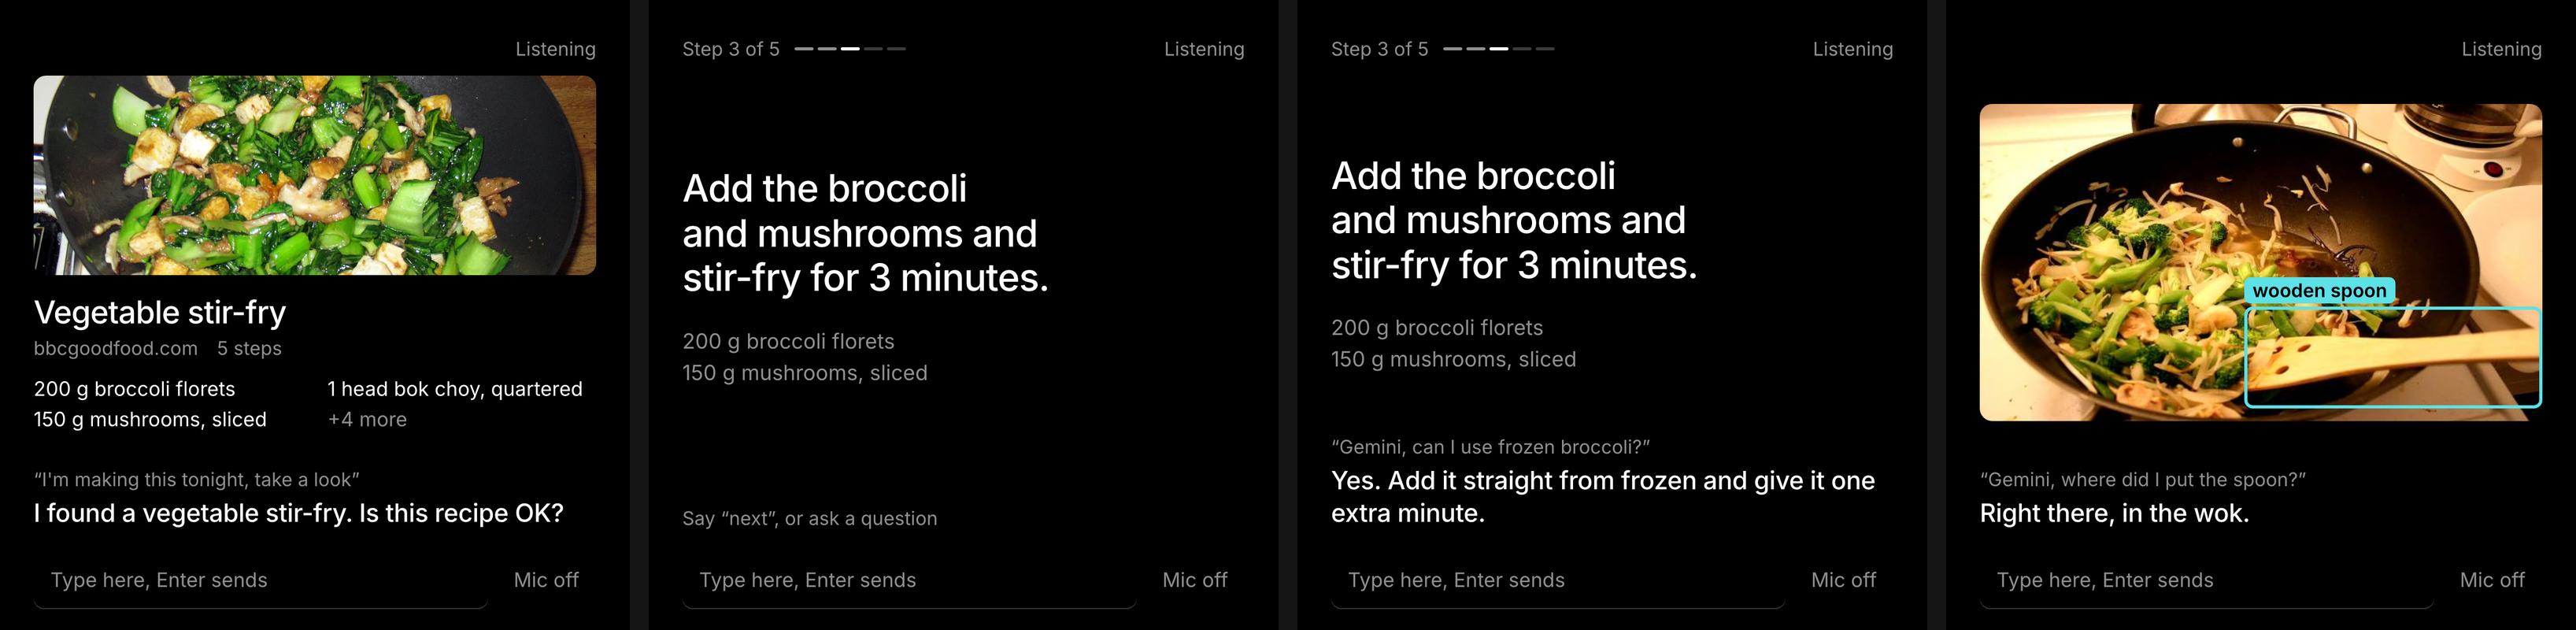 Listening
Vegetable stir-fry
bbcgoodfood.com 5 steps
200 g broccoli florets
150 g mushrooms, sliced
1 head bok choy, quartered
+4 more
“I'm making this tonight, take a look”
I found a vegetable stir-fry. Is this recipe OK?
Type here, Enter sends
Mic off
Step 3 of 5
Listening
Add the broccoli
and mushrooms and
stir-fry for 3 minutes.
200 g broccoli florets
150 g mushrooms, sliced
Say “next”, or ask a question
Type here, Enter sends
Mic off
Step 3 of 5
Listening
Add the broccoli
and mushrooms and
stir-fry for 3 minutes.
200 g broccoli florets
150 g mushrooms, sliced
“Gemini, can I use frozen broccoli?”
Yes. Add it straight from frozen and give it one
extra minute.
Type here, Enter sends
Mic off
Listening
wooden spoon
“Gemini, where did I put the spoon?”
Right there, in the wok.
Type here, Enter sends
Mic off